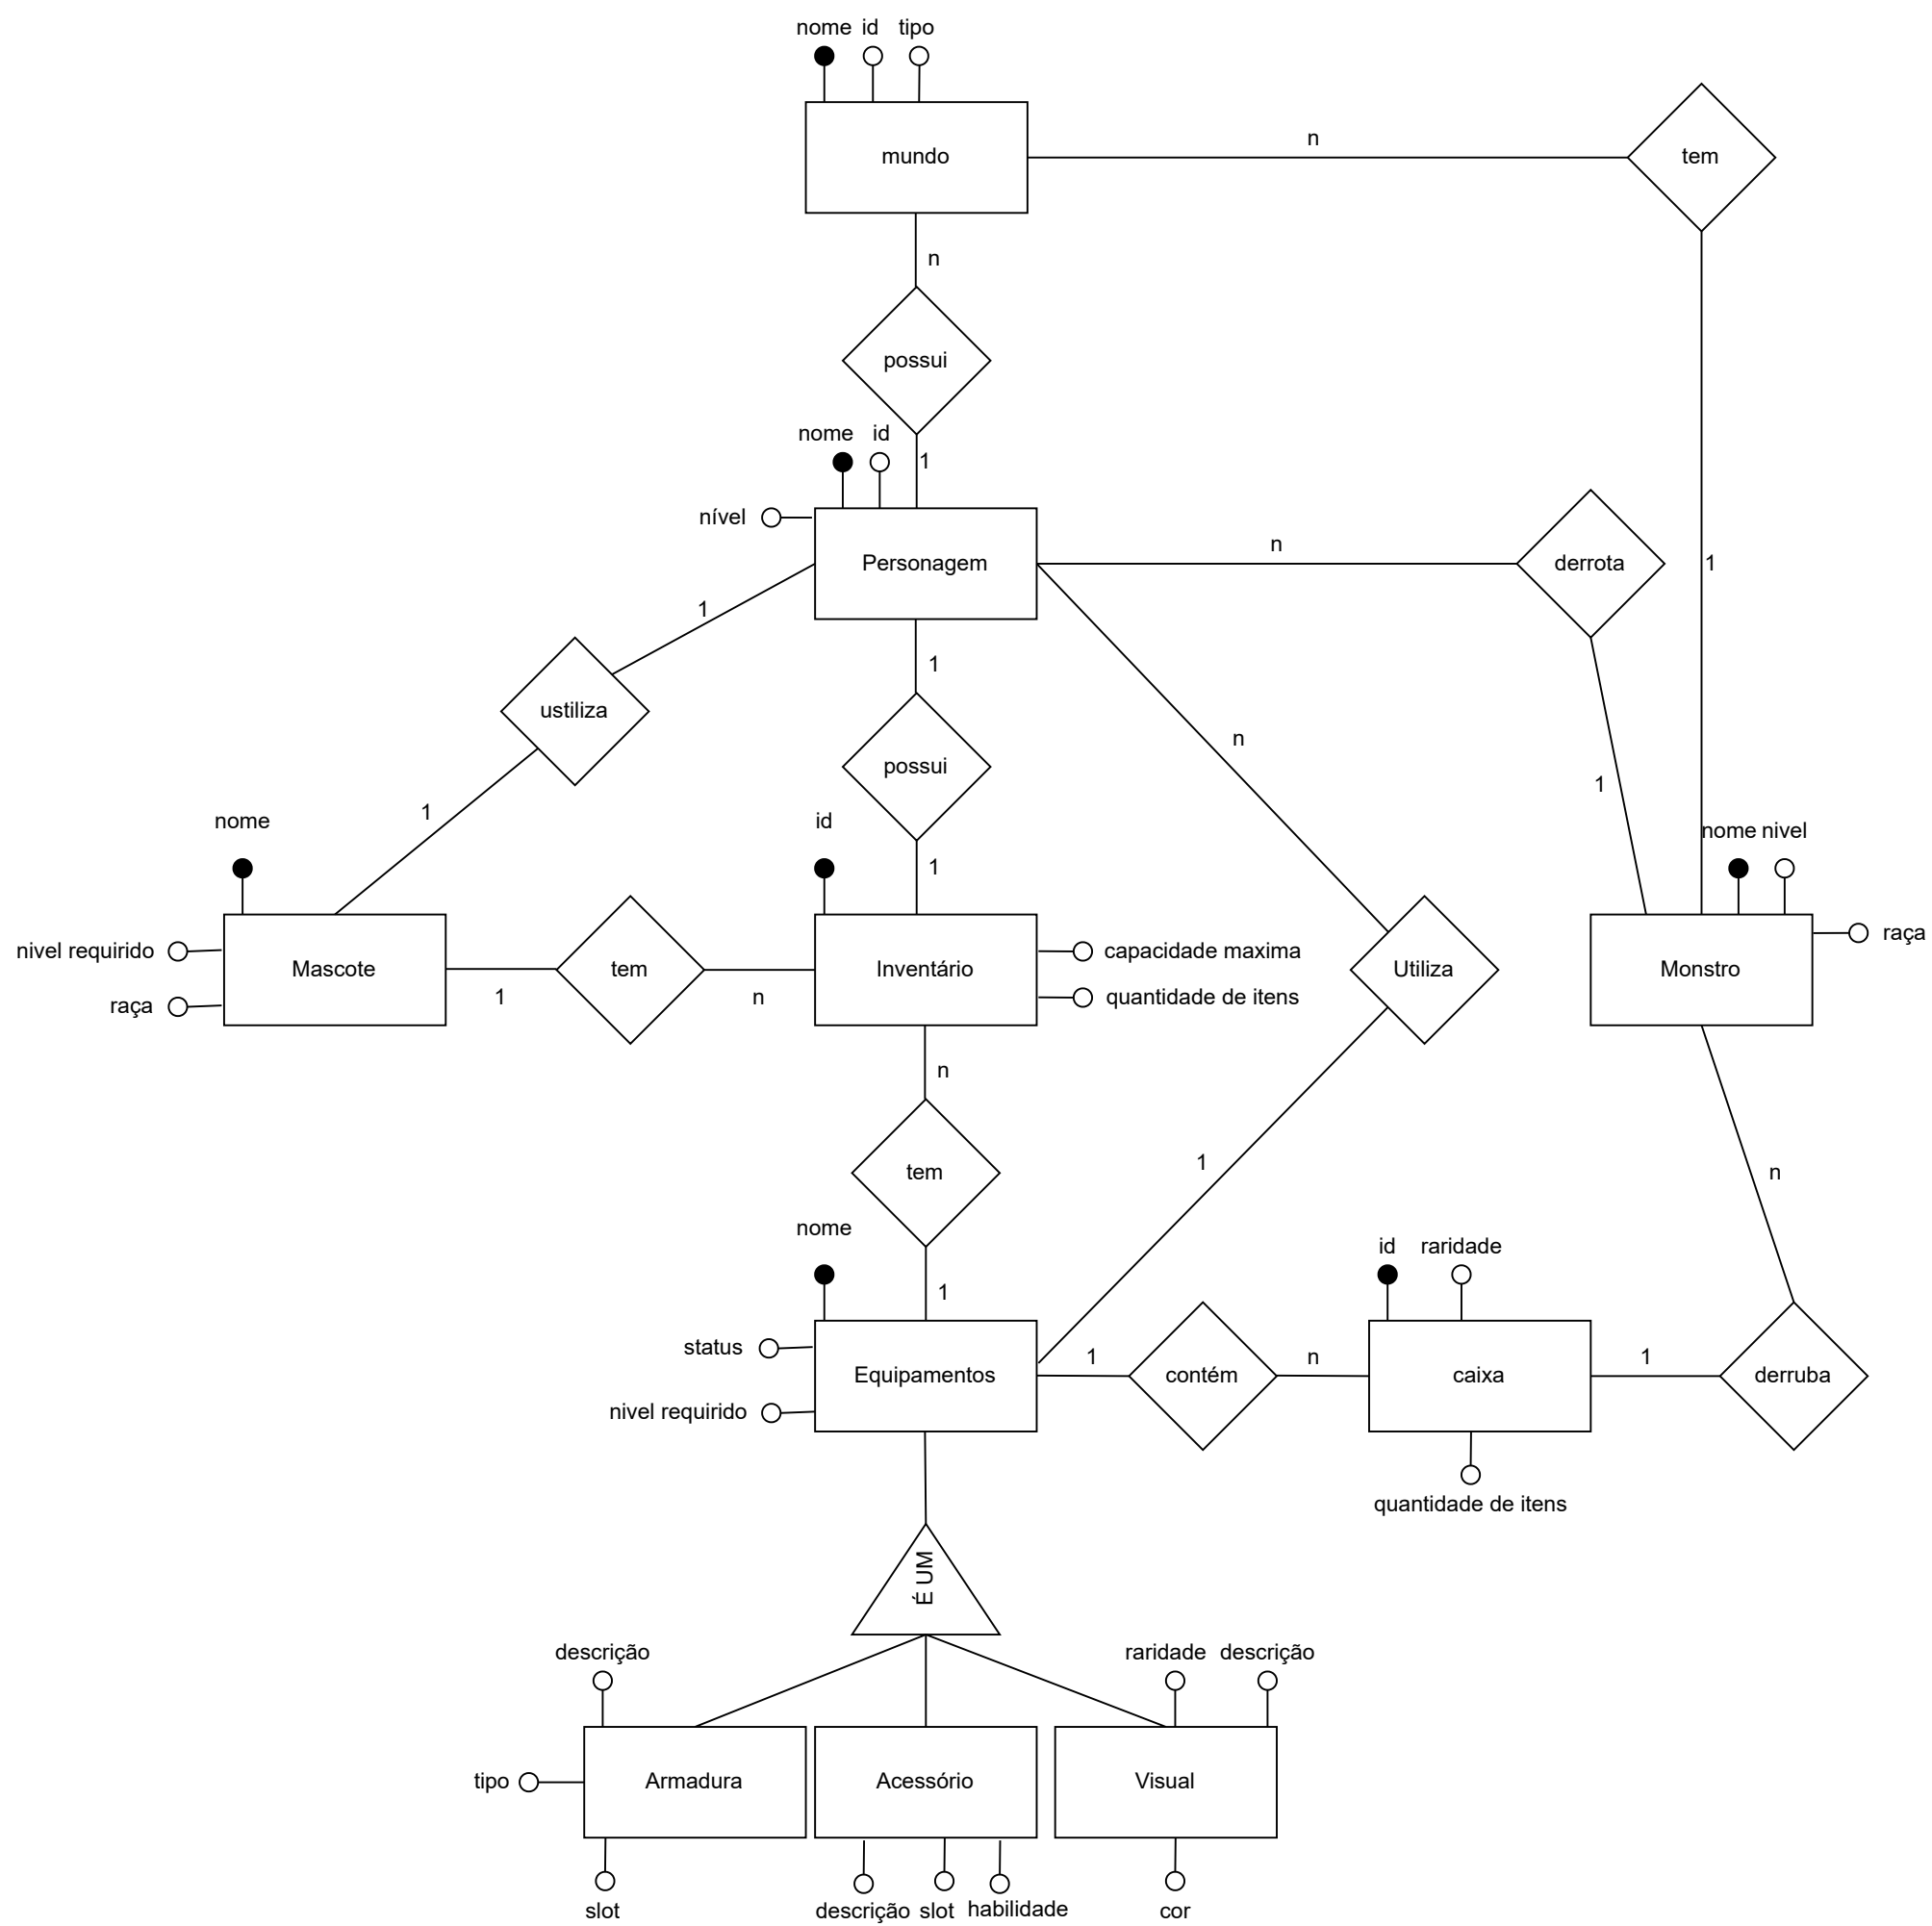 nome id tipo
mundo
n
tem
n
possui
nome id
1
nível
Personagem
n
derrota
1
1
ustiliza
1
possui
n
1
1
nome
id
1
nome nivel
nivel requirido
raça
Mascote
1
tem
n
Inventário
capacidade maxima
quantidade de itens
Utiliza
Monstro
raça
n
tem
1
n
nome
1
id raridade
status
nivel requirido
Equipamentos
1
contém
n
caixa
1
derruba
quantidade de itens
É UM
descrição
raridade descrição
tipo
Armadura
Acessório
Visual
slot
descrição slot habilidade
cor